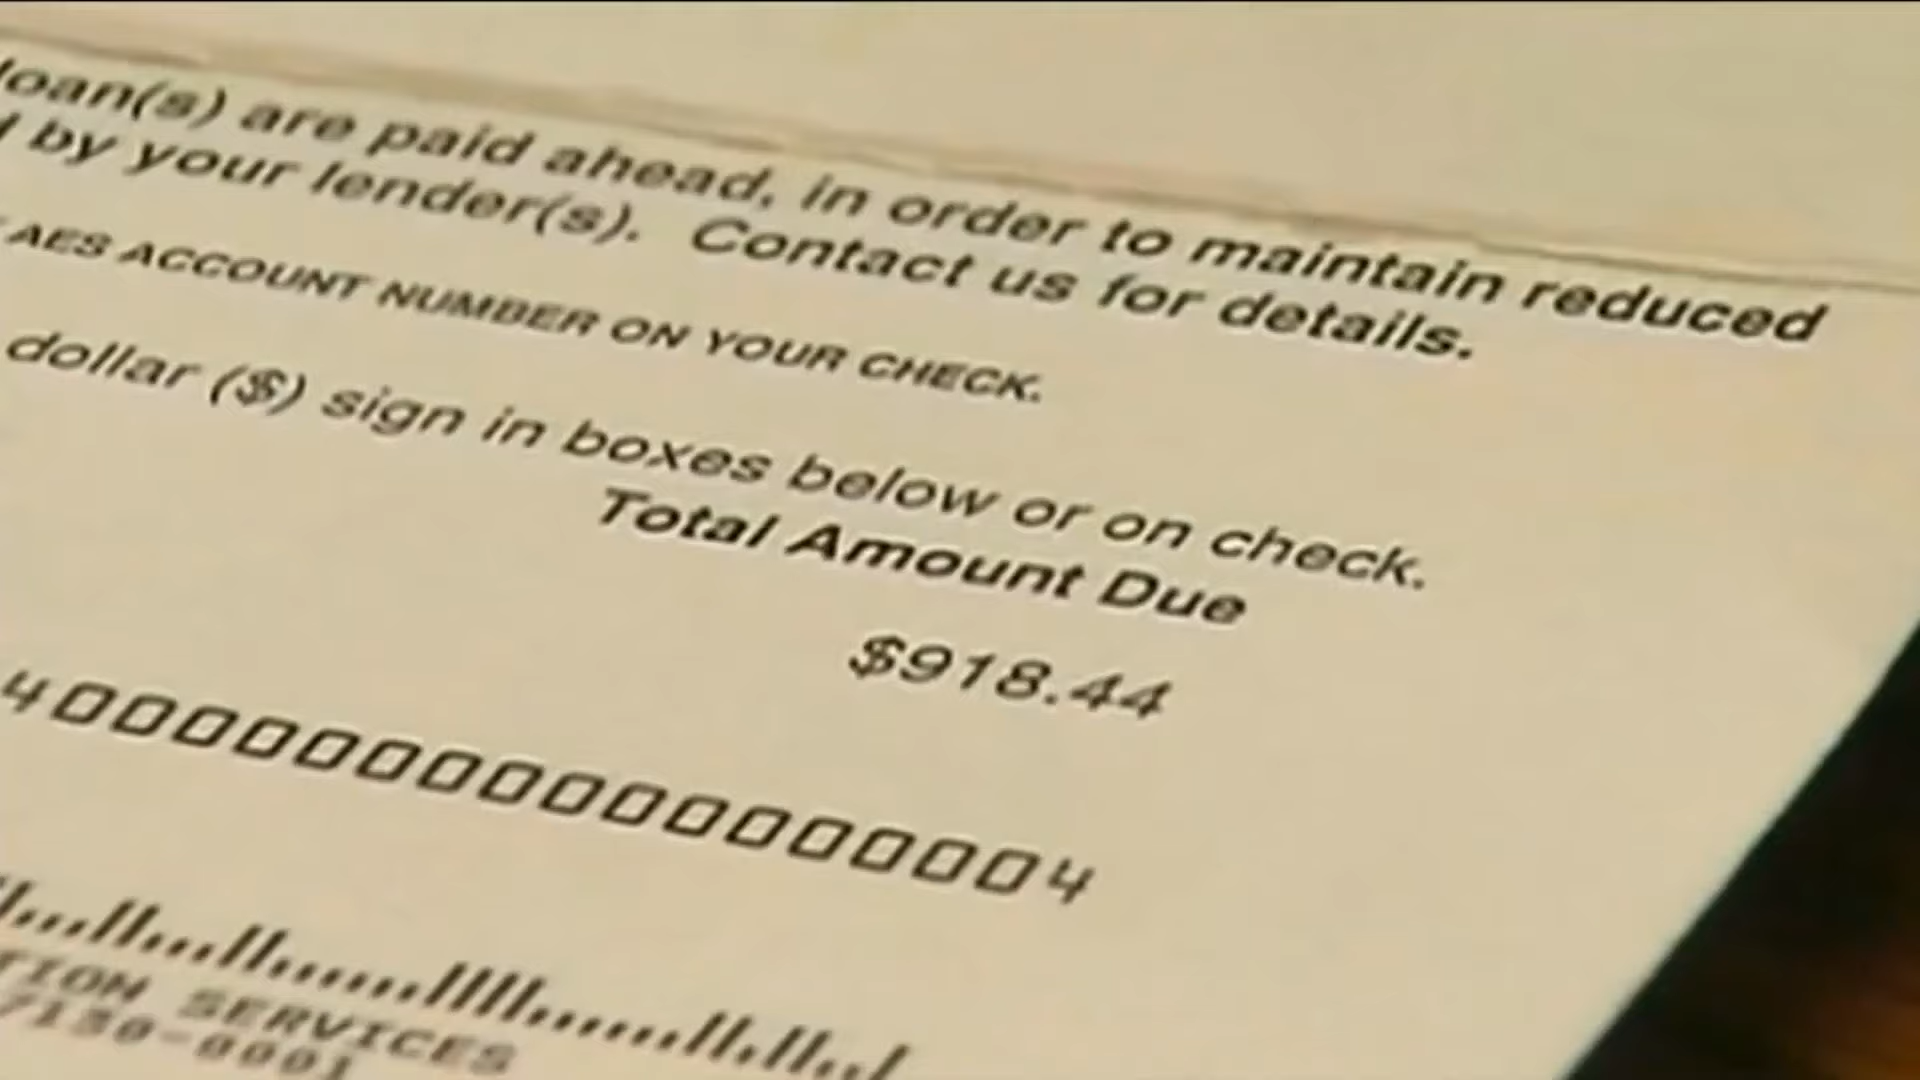 loan(s) are paid ahead, in order to maintain reduced
by your lender(s). Contact us for details.
AES ACCOUNT NUMBER ON YOUR CHECK.
dollar ($) sign in boxes below or on check.
Total Amount Due
$918.44
4000000000000000004
TION SERVICES
7130-0001